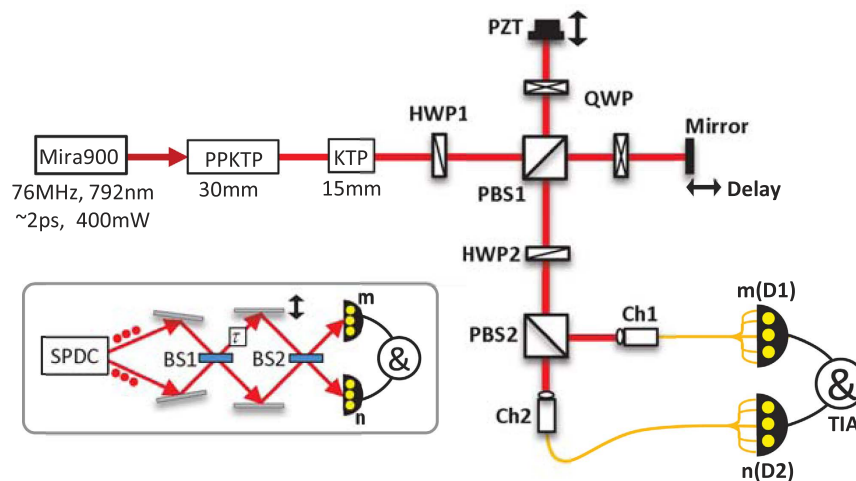 PZT
QWP
HWP1
Mirror
Mira900
PPKTP
KTP
76MHz, 792nm
30mm
15mm
PBS1
Delay
~2ps, 400mW
HWP2
m
m(D1)
Ch1
SPDC
BS1
τ
BS2
&
PBS2
&
n
Ch2
TIA
n(D2)